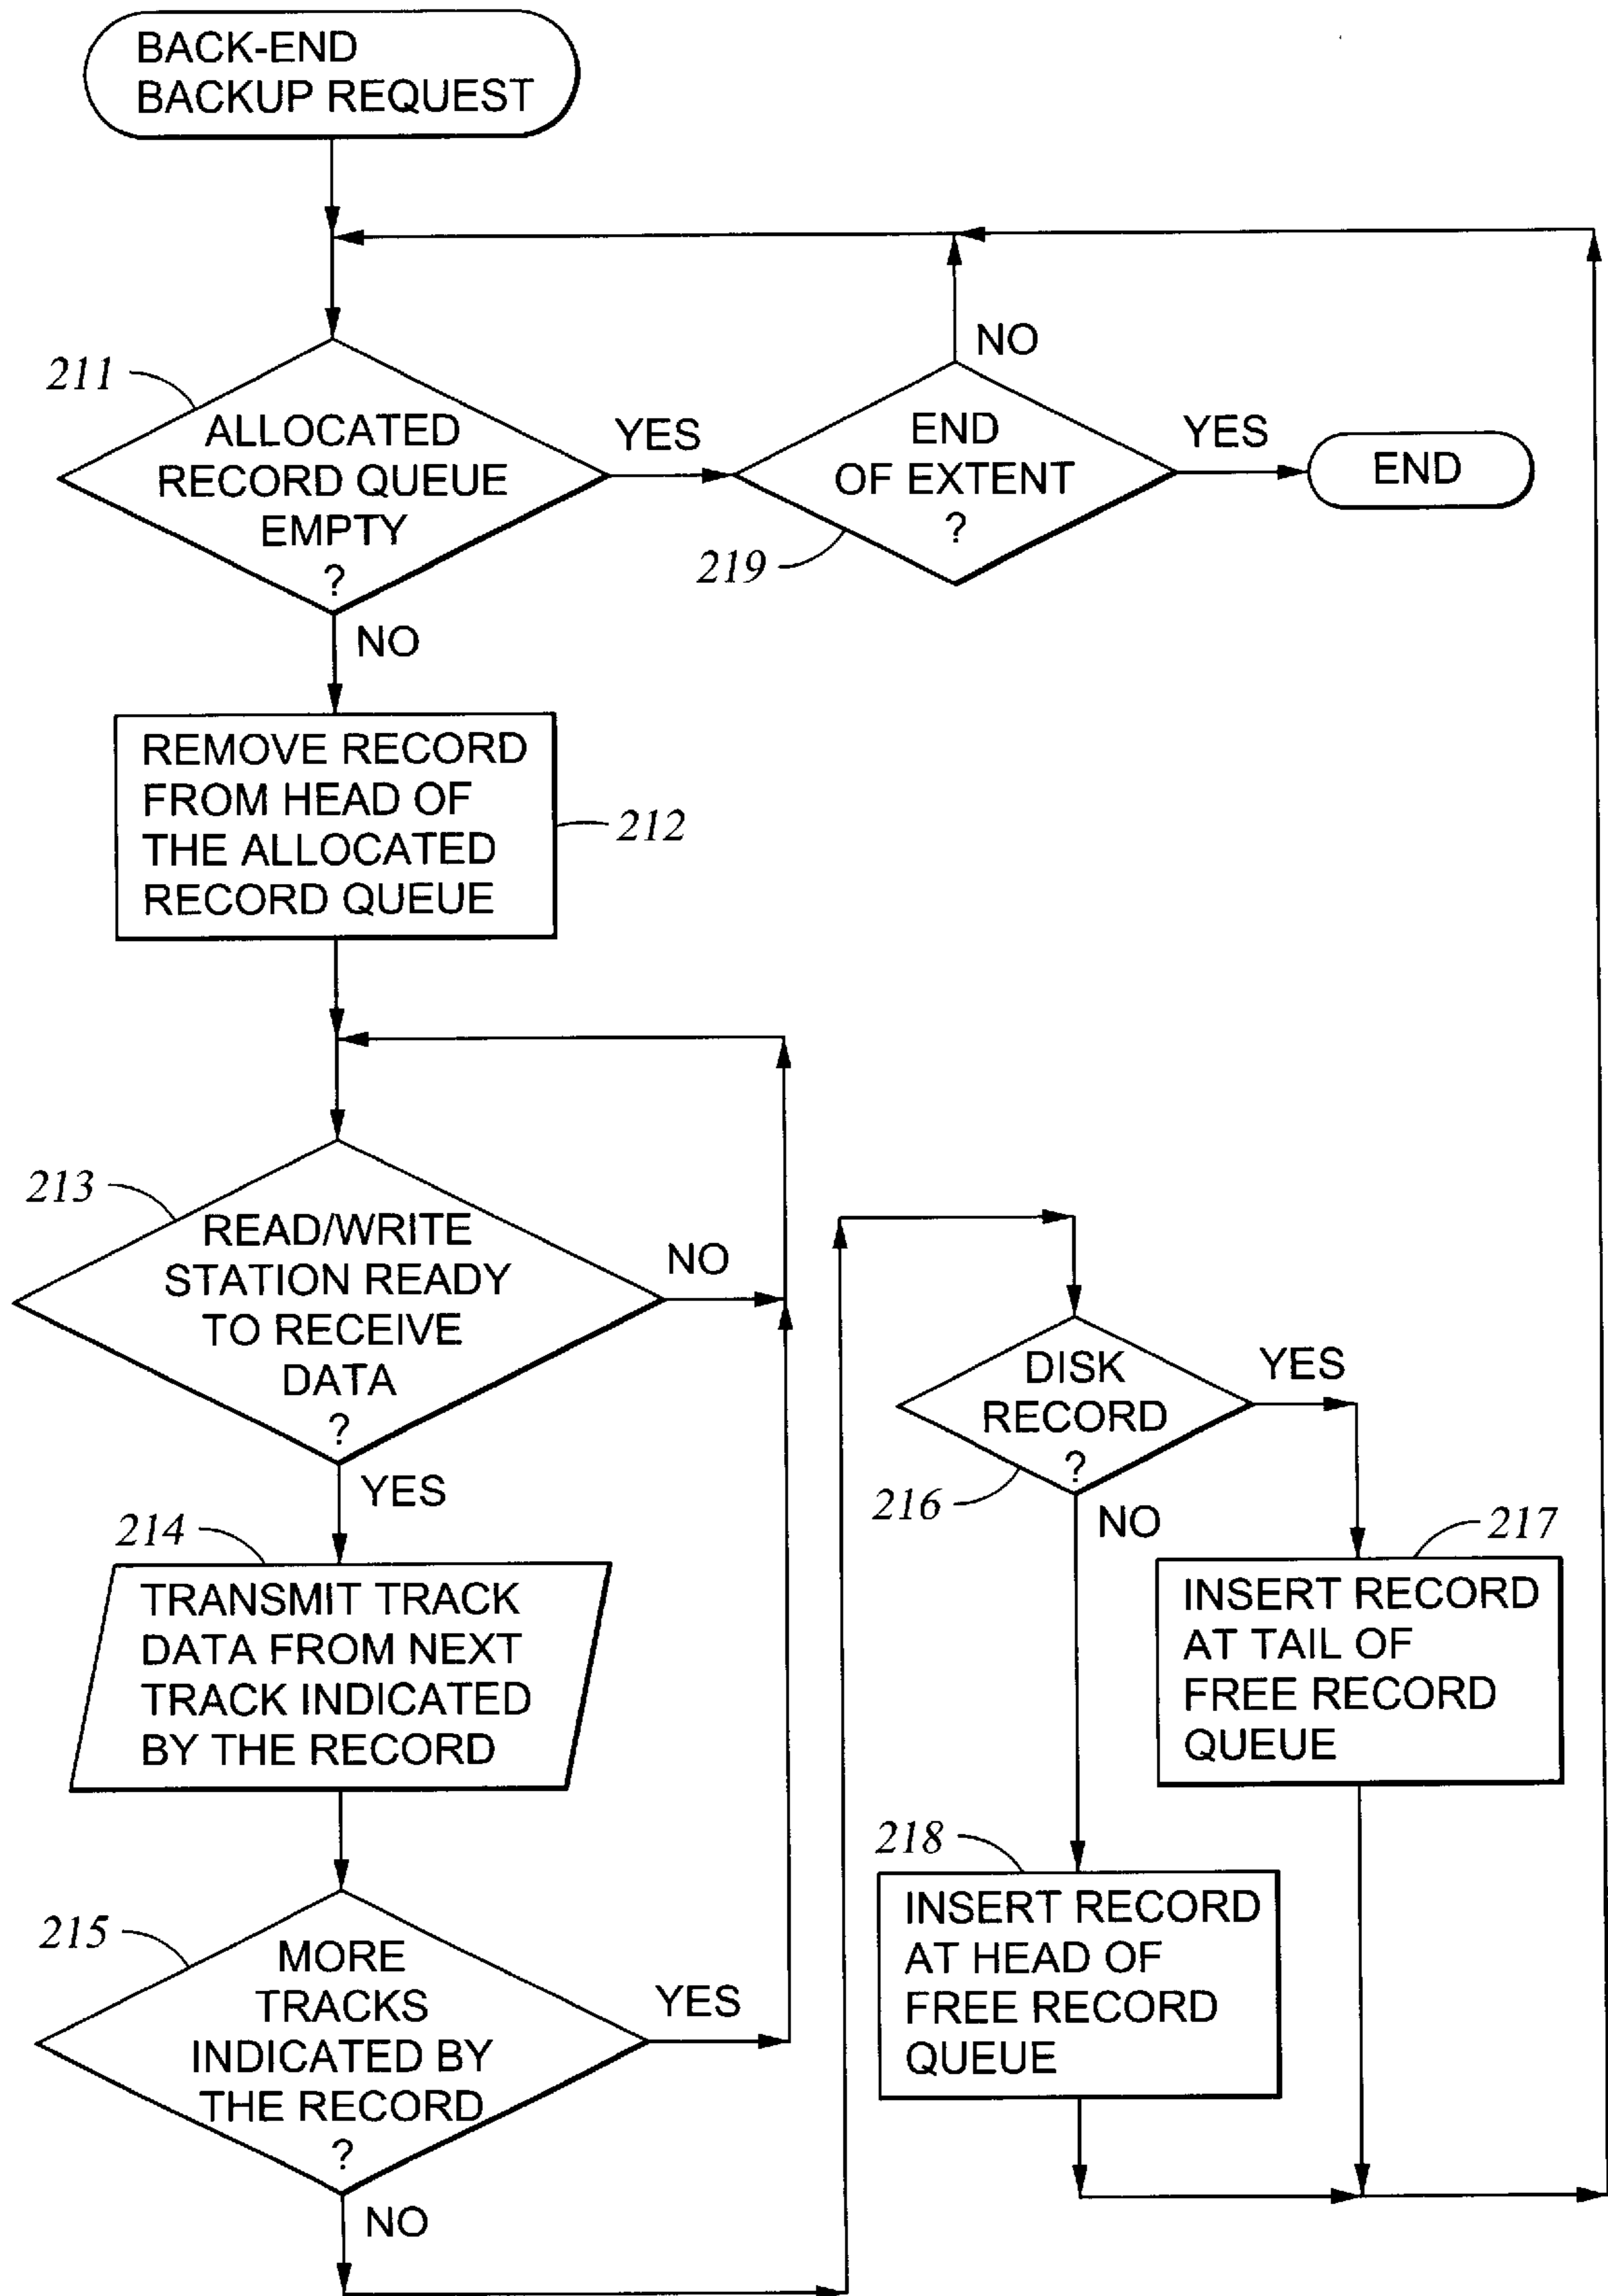 BACK-END
BACKUP REQUEST
211
ALLOCATED
RECORD QUEUE
EMPTY
?
YES
NO
END
OF EXTENT
?
219
NO
YES
END
REMOVE RECORD
FROM HEAD OF
THE ALLOCATED
RECORD QUEUE
212
213
READ/WRITE
STATION READY
TO RECEIVE
DATA
?
NO
YES
214
TRANSMIT TRACK
DATA FROM NEXT
TRACK INDICATED
BY THE RECORD
215
MORE
TRACKS
INDICATED BY
THE RECORD
?
YES
NO
DISK
RECORD
?
216
YES
NO
217
INSERT RECORD
AT TAIL OF
FREE RECORD
QUEUE
218
INSERT RECORD
AT HEAD OF
FREE RECORD
QUEUE